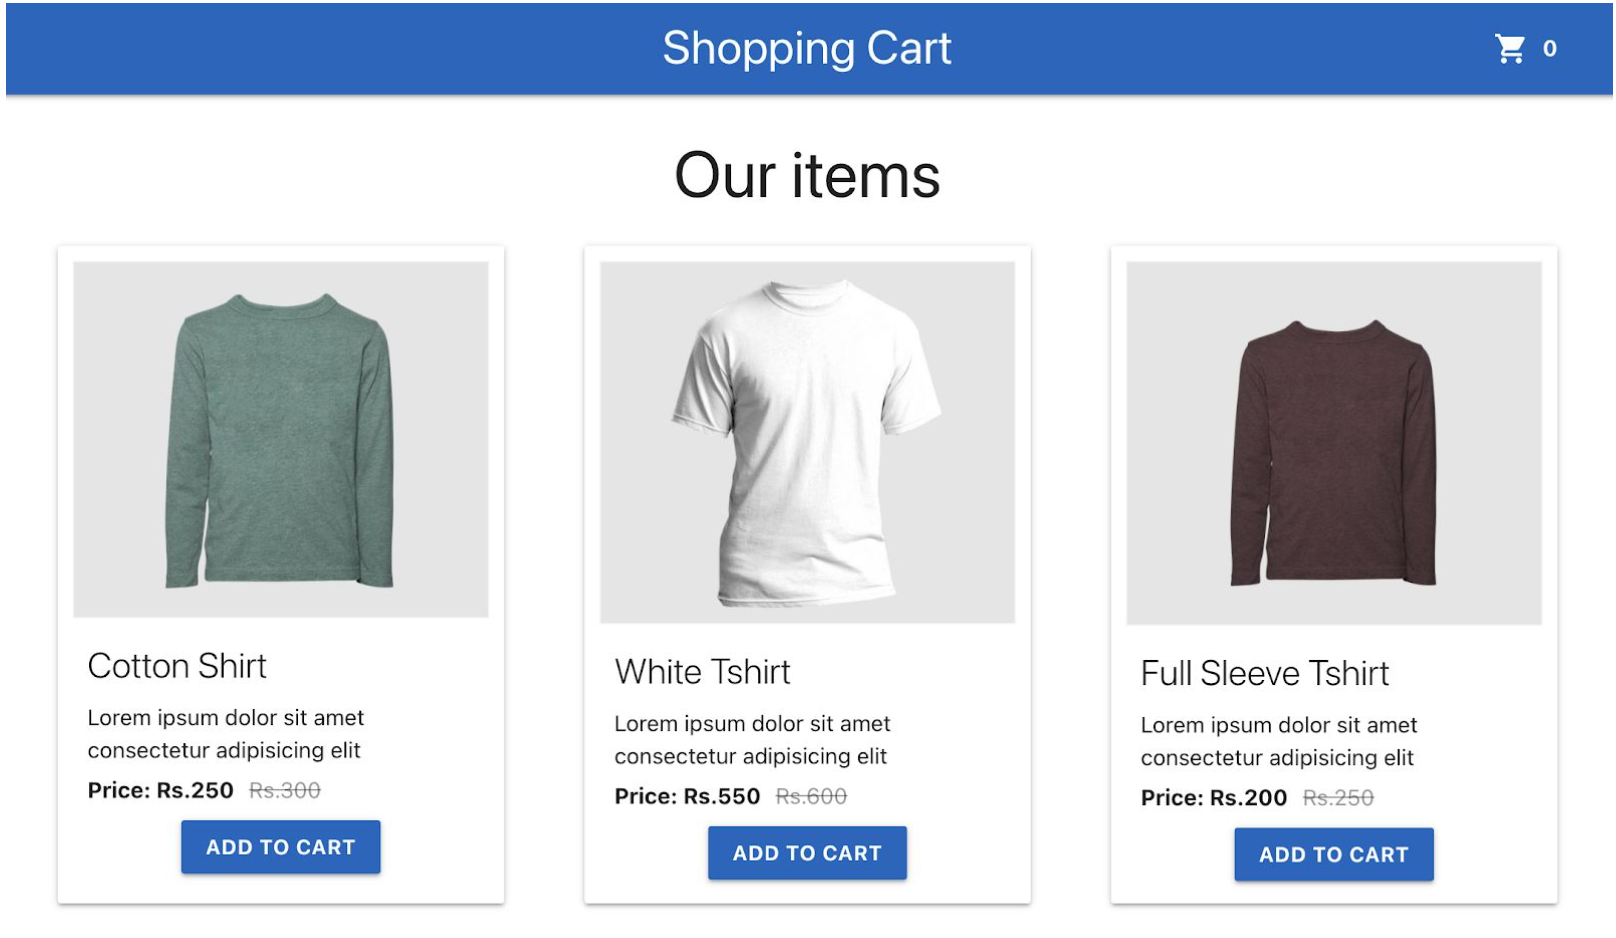 Shopping Cart
0
Our items
Cotton Shirt
Lorem ipsum dolor sit amet
consectetur adipisicing elit
Price: Rs.250 Rs.300
ADD TO CART
White Tshirt
Lorem ipsum dolor sit amet
consectetur adipisicing elit
Price: Rs.550 Rs.600
ADD TO CART
Full Sleeve Tshirt
Lorem ipsum dolor sit amet
consectetur adipisicing elit
Price: Rs.200 Rs.250
ADD TO CART